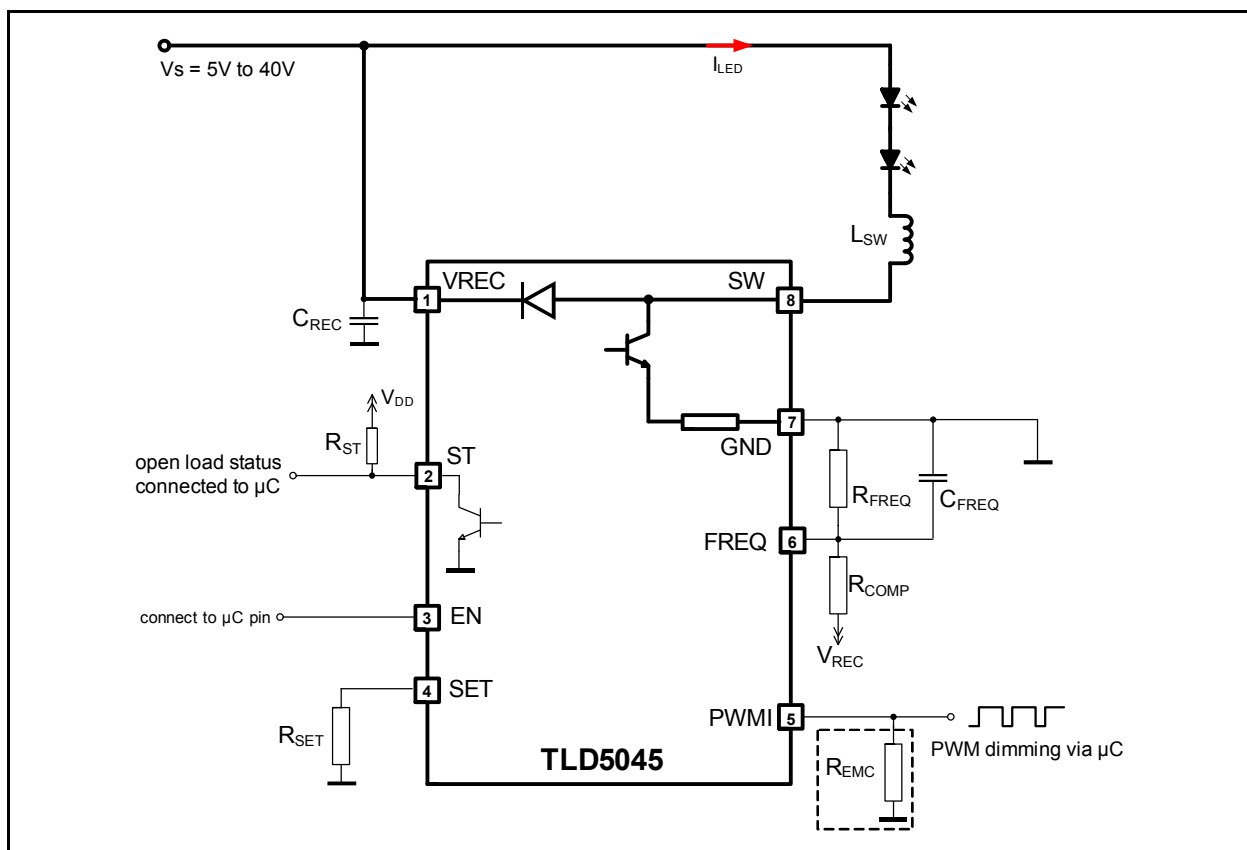 Vs = 5V to 40V
ILED
LSW
VREC
SW
1
8
CREC
VDD
RST
ST
7
GND
open load status
connected to µC
2
RFREQ
CFREQ
FREQ
6
RCOMP
connect to µC pin
3
EN
VREC
4
SET
PWMI
5
RSET
TLD5045
REMC
PWM dimming via µC